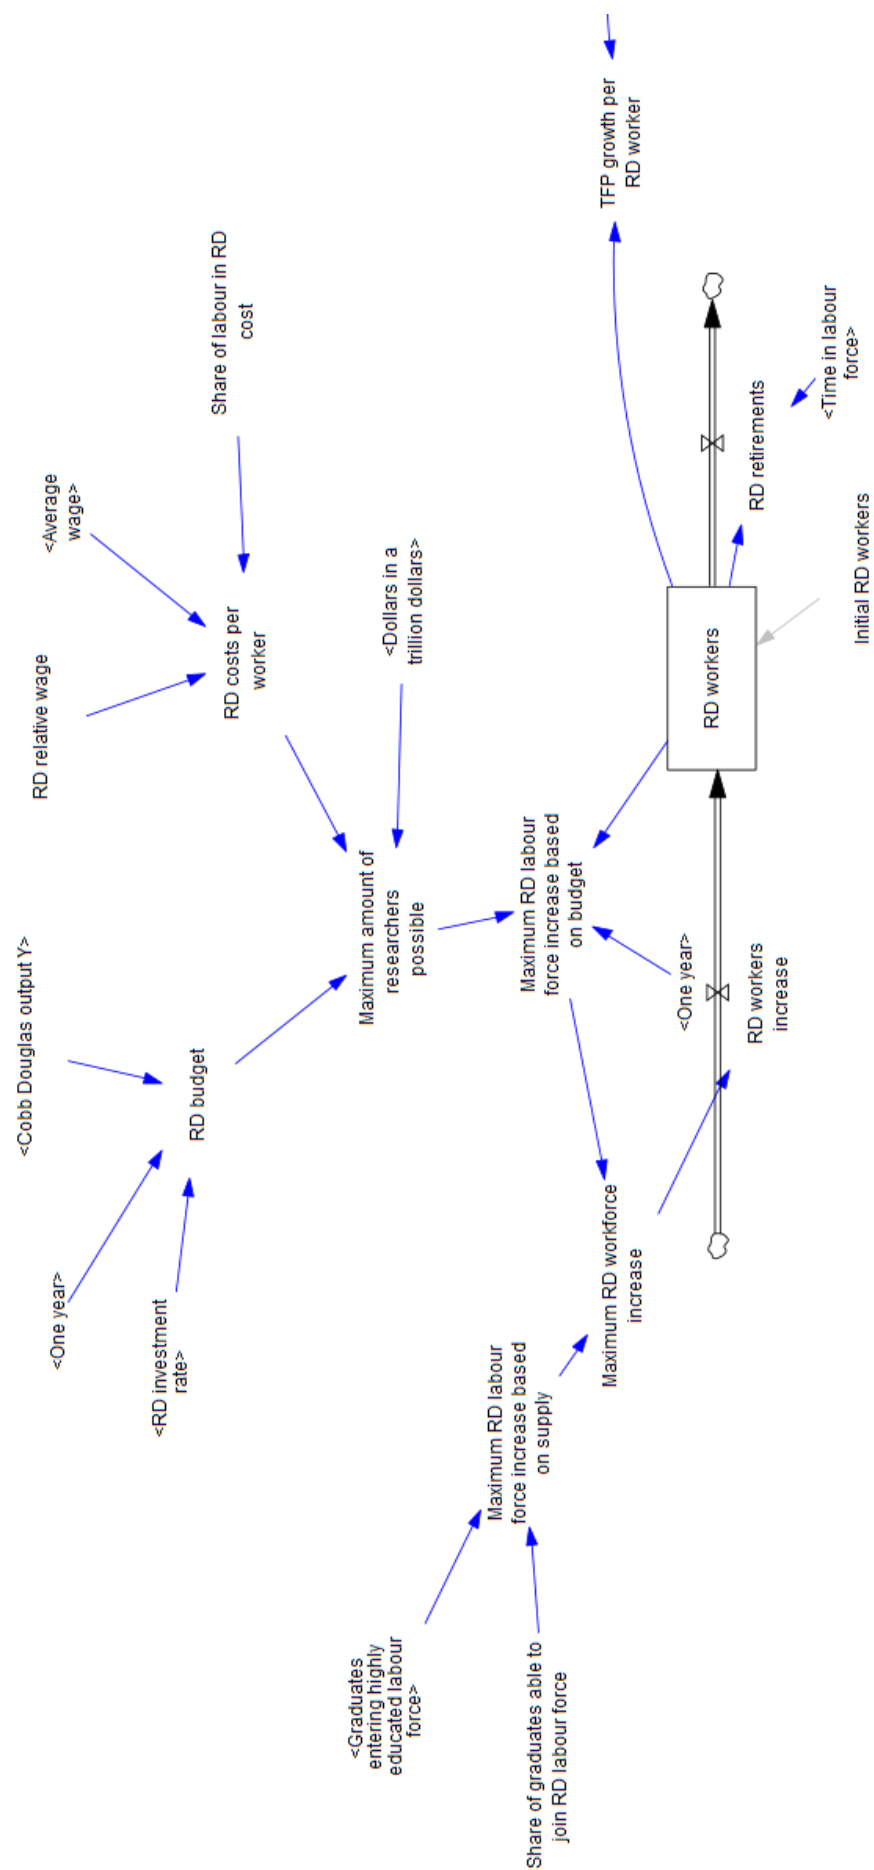 <Cobb Douglas output Y>
RD relative wage
<Average
wage>
<One year>
<RD investment
rate>
RD budget
RD costs per
worker
Share of labour in RD
cost
Maximum amount of
researchers
possible
<Dollars in a
trillion dollars>
<Graduates
entering highly
educated labour
force>
Share of graduates able to
join RD labour force
Maximum RD labour
force increase based
on supply
Maximum RD labour
force increase based
on budget
Maximum RD workforce
increase
<One year>
TFP growth per
RD worker
RD workers
increase
RD workers
RD retirements
<Time in labour
force>
Initial RD workers